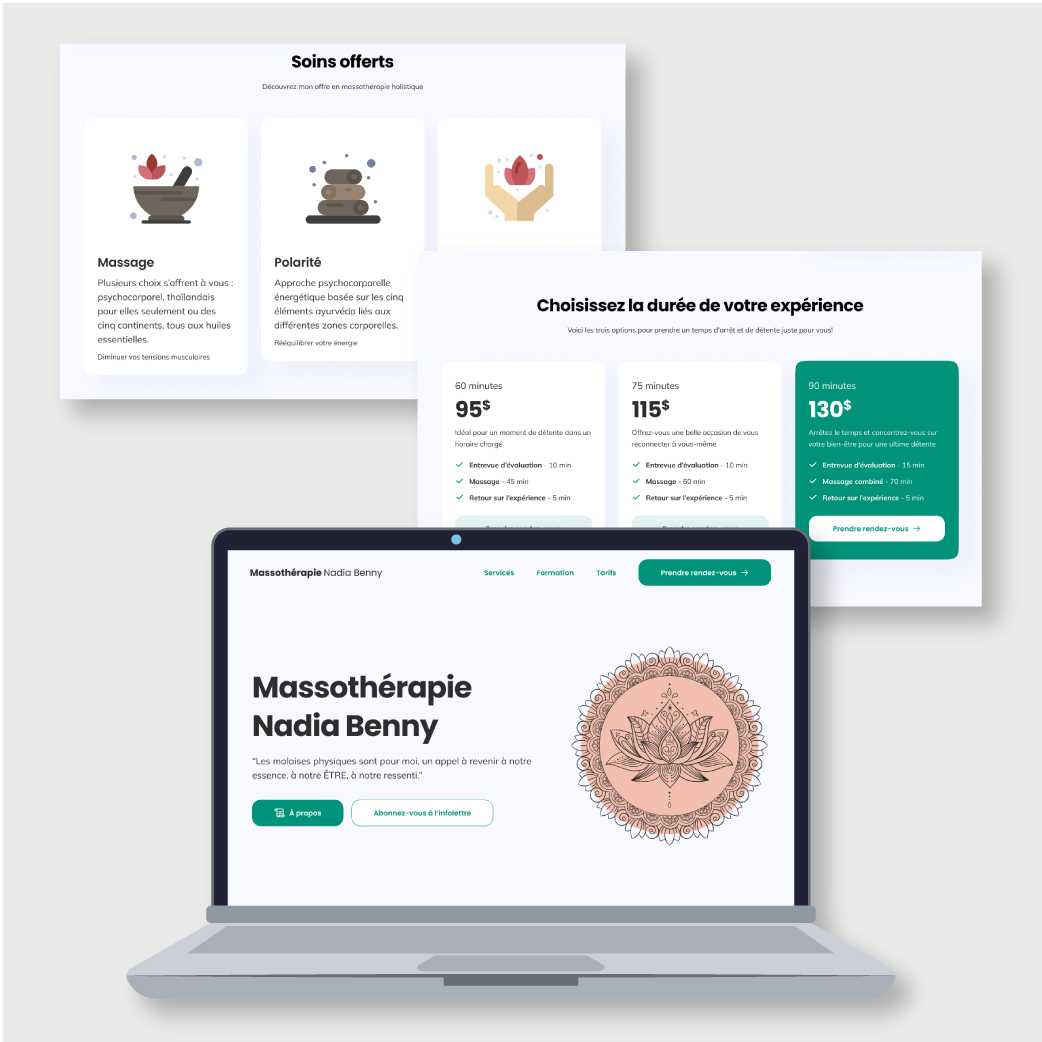 Soins offerts
Découvrez mon offre en massothérapie holistique
Massage
Plusieurs choix s'offrent à vous :
psychocorporel, thaïlandais
pour elles seulement ou des
cinq continents, tous aux huiles
essentielles.
Diminuer vos tensions musculaires
Polarité
Approche psychocorporelle
énergétique basée sur les cinq
éléments ayurvéda liés aux
différentes zones corporelles.
Rééquilibrer votre énergie
Choisissez la durée de votre expérience
Voici les trois options pour prendre un temps d'arrêt et de détente juste pour vous!
60 minutes
95$
Idéal pour un moment de détente dans un
horaire chargé
Entrevue d'évaluation - 10 min
Massage - 45 min
Retour sur l'expérience - 5 min
75 minutes
115$
Offrez-vous une belle occasion de vous
reconnecter à vous-même
Entrevue d'évaluation - 10 min
Massage - 60 min
Retour sur l'expérience - 5 min
90 minutes
130$
Arrêtez le temps et concentrez-vous sur
votre bien-être pour une ultime détente
Entrevue d'évaluation - 15 min
Massage combiné - 70 min
Retour sur l'expérience - 5 min
Prendre rendez-vous →
Massothérapie Nadia Benny
Services
Formation
Tarifs
Prendre rendez-vous →
Massothérapie
Nadia Benny
“Les malaises physiques sont pour moi, un appel à revenir à notre
essence, à notre ÊTRE, à notre ressenti.”
À propos
Abonnez-vous à l'infolettre